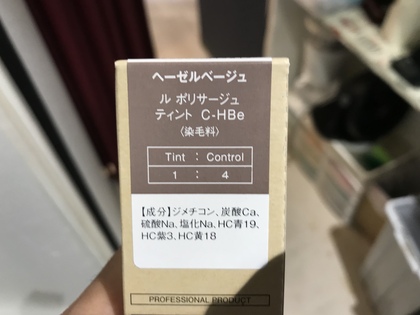 ヘーゼルベージュ
ル ポリサージュ
ティント C-HBe
〈染毛料〉
Tint : Control
1 : 4
【成分】ジメチコン、炭酸Ca、
硫酸Na、塩化Na、HC青19、
HC紫3、HC黄18
PROFESSIONAL PRODUCT